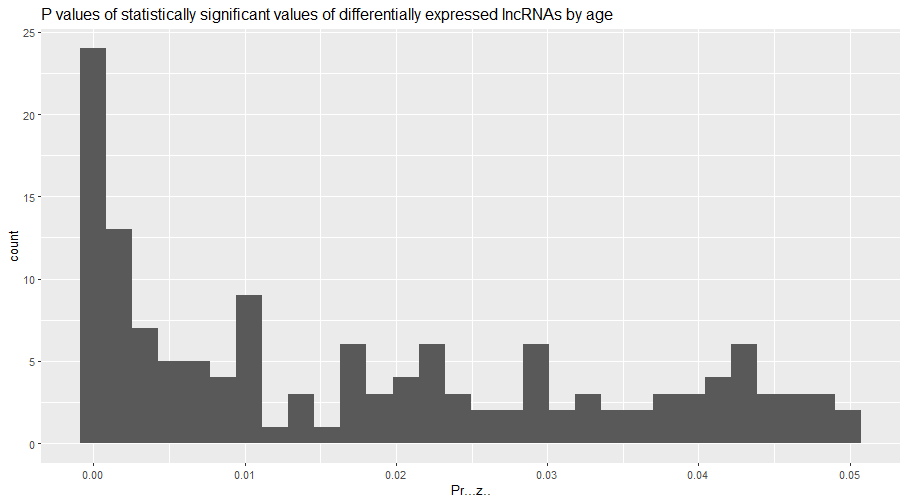 P values of statistically significant values of differentially expressed lncRNAs by age
25
20
15
10
5
0
count
0.00 0.01 0.02 0.03 0.04 0.05
Pr...z..